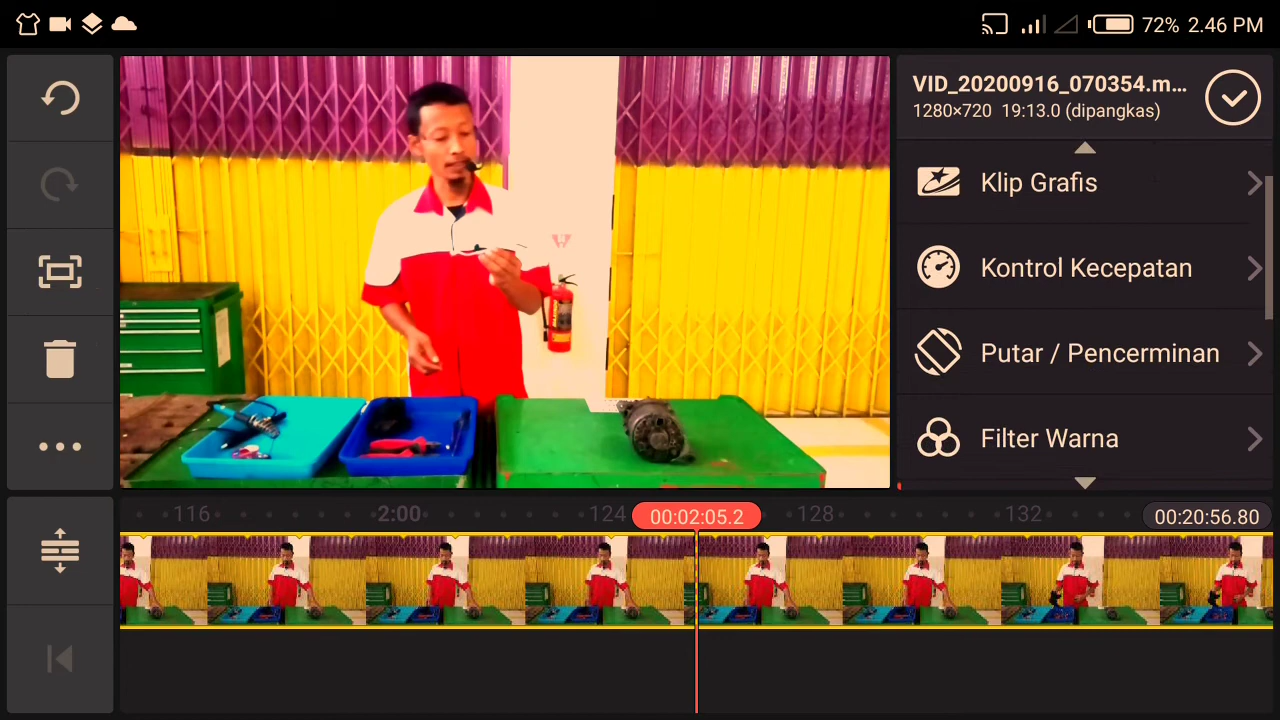 72% 2.46 PM
VID_20200916_070354.m...
1280×720 19:13.0 (dipangkas)
Klip Grafis
Kontrol Kecepatan
Putar / Pencerminan
Filter Warna
116 2:00 124 00:02:05.2 128 132 00:20:56.80